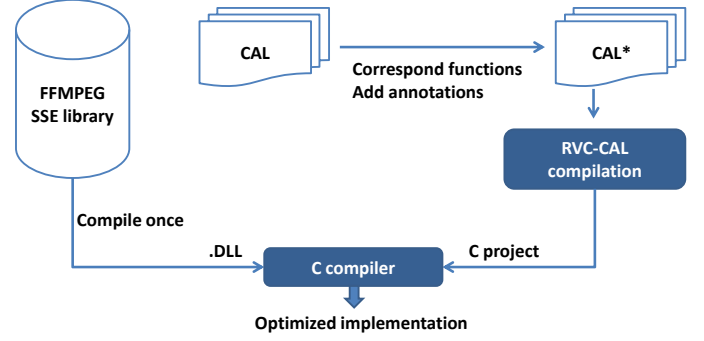 FFMPEG
SSE library
CAL
Correspond functions
Add annotations
CAL*
RVC-CAL
compilation
Compile once
.DLL
C compiler
C project
Optimized implementation